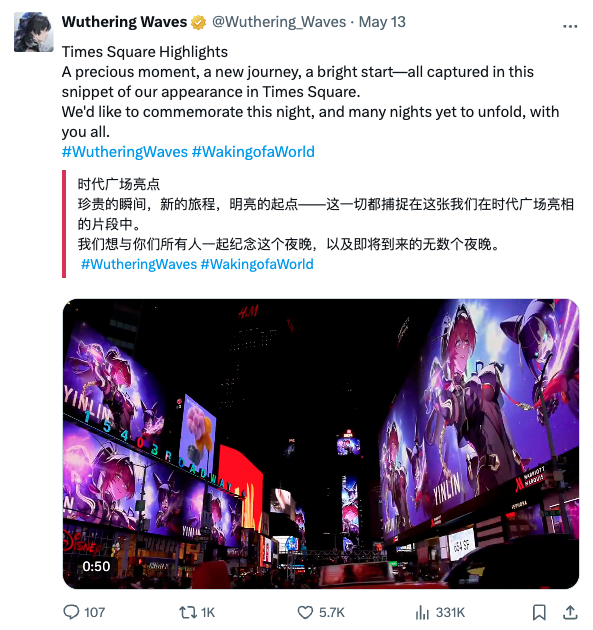 Wuthering Waves @Wuthering_Waves · May 13
Times Square Highlights
A precious moment, a new journey, a bright start—all captured in this
snippet of our appearance in Times Square.
We'd like to commemorate this night, and many nights yet to unfold, with
you all.
#WutheringWaves #WakingofaWorld
时代广场亮点
珍贵的瞬间，新的旅程，明亮的起点——这一切都捕捉在这张我们在时代广场亮相
的片段中。
我们想与你们所有人一起纪念这个夜晚，以及即将到来的无数个夜晚。
#WutheringWaves #WakingofaWorld
H&M
YINLIN
1540 BROADWAY
YINLIN
YINLIN
MARRIOTT
MARQUIS
DISNEY
0:50
107
1K
5.7K
331K